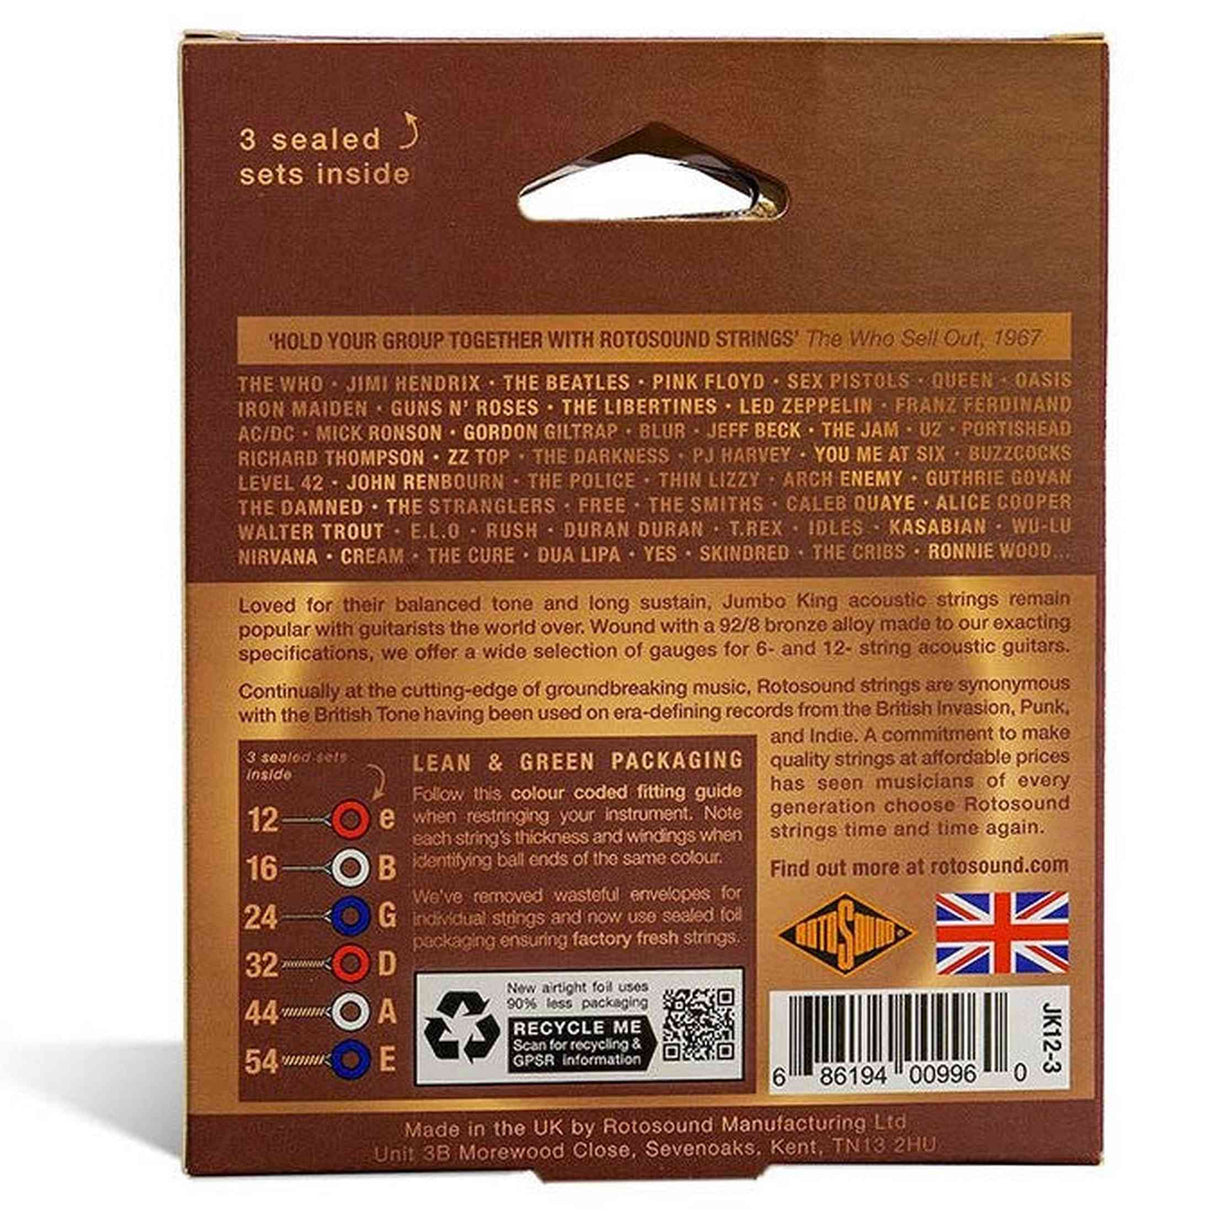 3 sealed
sets inside
'HOLD YOUR GROUP TOGETHER WITH ROTOSOUND STRINGS' The Who Sell Out, 1967
THE WHO · JIMI HENDRIX · THE BEATLES · PINK FLOYD · SEX PISTOLS · QUEEN · OASIS
IRON MAIDEN · GUNS N' ROSES · THE LIBERTINES · LED ZEPPELIN · FRANZ FERDINAND
AC/DC · MICK RONSON · GORDON GILTRAP · BLUR · JEFF BECK · THE JAM · U2 · PORTISHEAD
RICHARD THOMPSON · ZZ TOP · THE DARKNESS · PJ HARVEY · YOU ME AT SIX · BUZZCOCKS
LEVEL 42 · JOHN RENBOURN · THE POLICE · THIN LIZZY · ARCH ENEMY · GUTHRIE GOVAN
THE DAMNED · THE STRANGLERS · FREE · THE SMITHS · CALEB QUAYE · ALICE COOPER
WALTER TROUT · E.L.O · RUSH · DURAN DURAN · T.REX · IDLES · KASABIAN · WU-LU
NIRVANA · CREAM · THE CURE · DUA LIPA · YES · SKINDRED · THE CRIBS · RONNIE WOOD...
Loved for their balanced tone and long sustain, Jumbo King acoustic strings remain
popular with guitarists the world over. Wound with a 92/8 bronze alloy made to our exacting
specifications, we offer a wide selection of gauges for 6- and 12- string acoustic guitars.
Continually at the cutting-edge of groundbreaking music, Rotosound strings are synonymous
with the British Tone having been used on era-defining records from the British Invasion, Punk,
and Indie. A commitment to make
quality strings at affordable prices
has seen musicians of every
generation choose Rotosound
strings time and time again.
Find out more at rotosound.com
3 sealed sets
inside
12 e
16 B
24 G
32 D
44 A
54 E
LEAN & GREEN PACKAGING
Follow this colour coded fitting guide
when restringing your instrument. Note
each string's thickness and windings when
identifying ball ends of the same colour.
We've removed wasteful envelopes for
individual strings and now use sealed foil
packaging ensuring factory fresh strings.
New airtight foil uses
90% less packaging
RECYCLE ME
Scan for recycling &
GPSR information
ROTOSOUND®
6 86194 00996 0
JK12-3
Made in the UK by Rotosound Manufacturing Ltd
Unit 3B Morewood Close, Sevenoaks, Kent, TN13 2HU